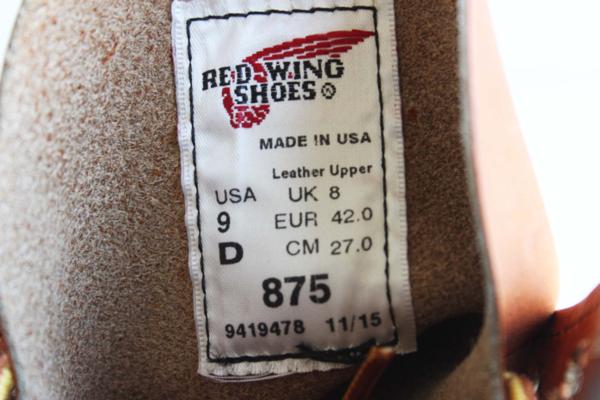 RED WING
SHOES®
MADE IN USA
Leather Upper
USA UK 8
9 EUR 42.0
D CM 27.0
875
9419478 11/15